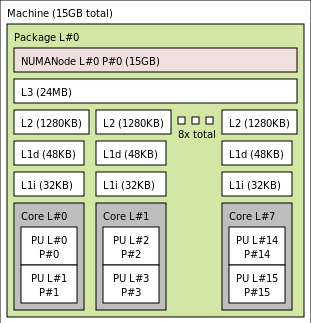 Machine (15GB total)
Package L#0
NUMANode L#0 P#0 (15GB)
L3 (24MB)
L2 (1280KB) L2 (1280KB) L2 (1280KB)
8x total
L1d (48KB) L1d (48KB) L1d (48KB)
L1i (32KB) L1i (32KB) L1i (32KB)
Core L#0 Core L#1 Core L#7
PU L#0 PU L#2 PU L#14
P#0 P#2 P#14
PU L#1 PU L#3 PU L#15
P#1 P#3 P#15